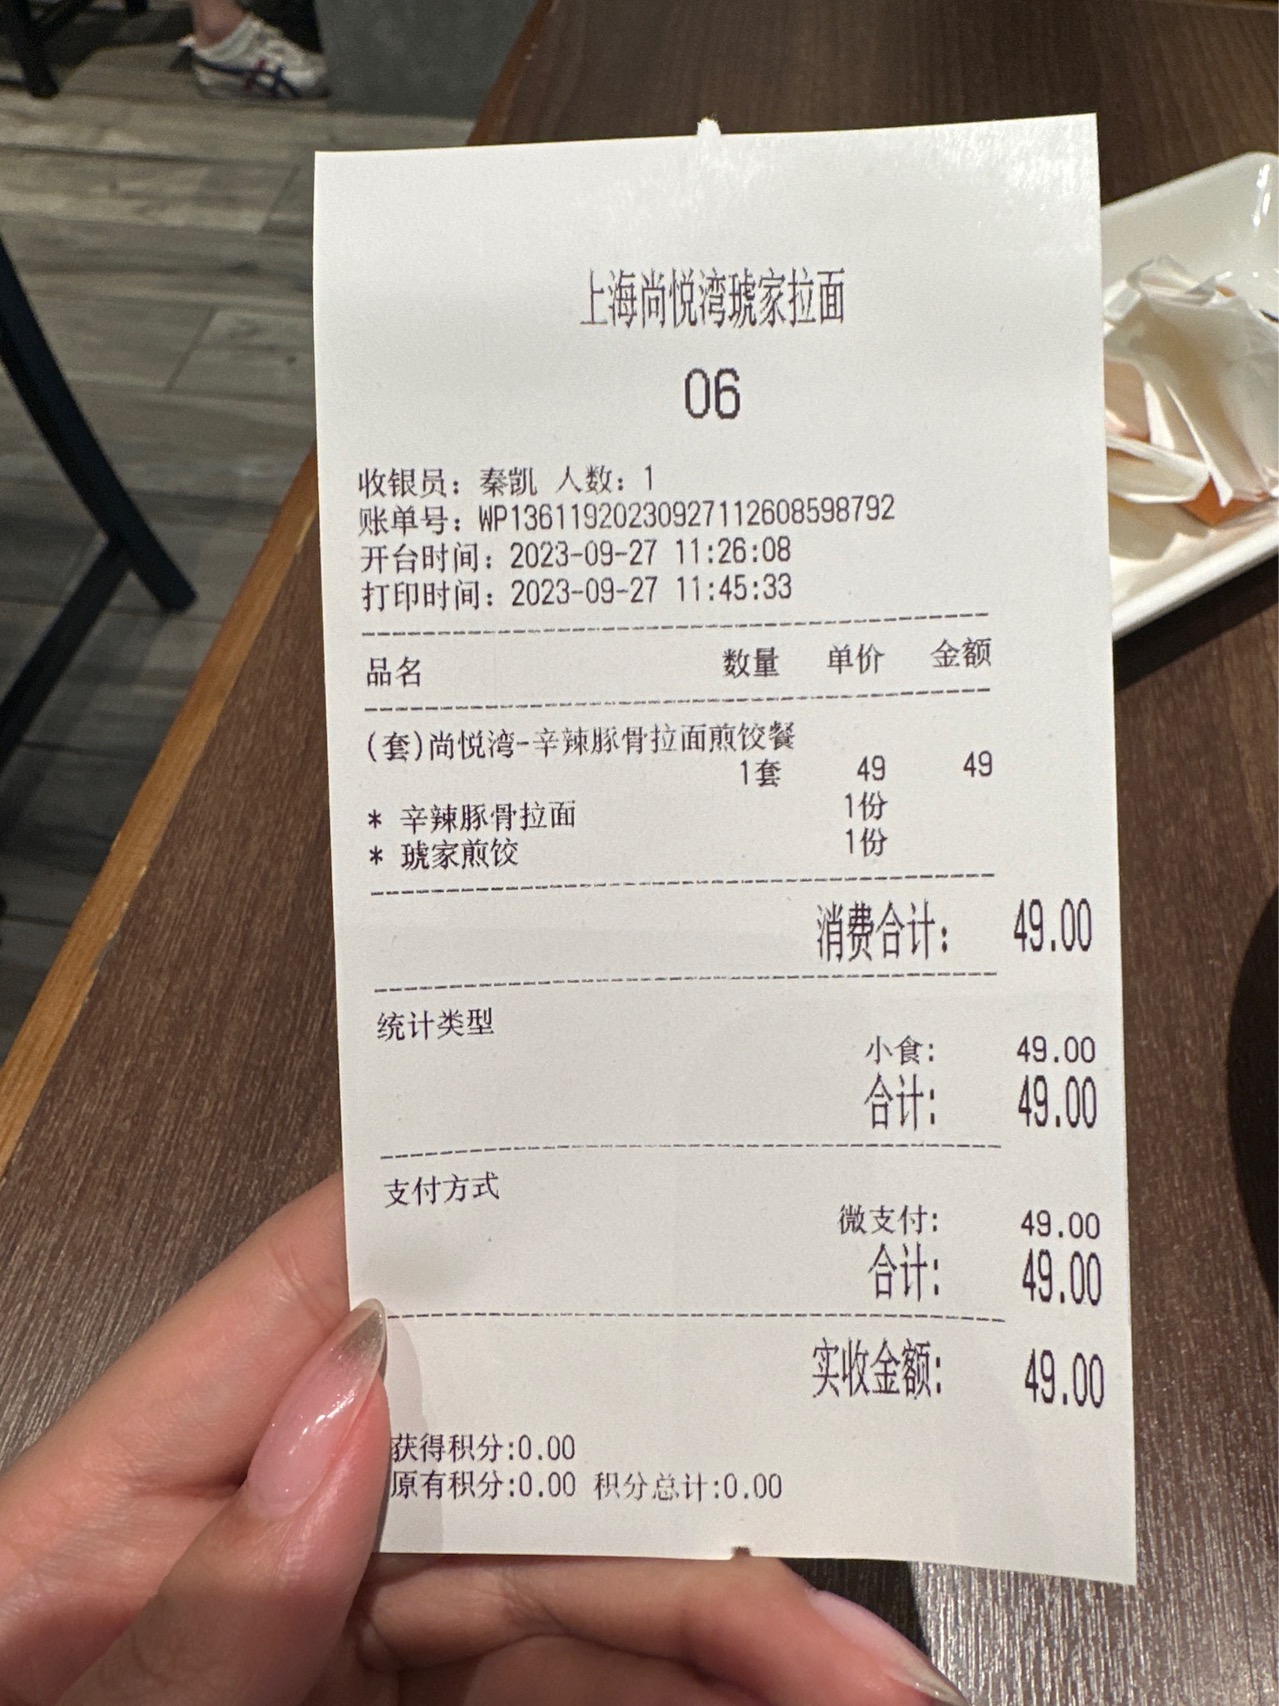 上海尚悦湾琥家拉面
06
收银员：秦凯 人数：1
账单号：WP13611920230927112608598792
开台时间：2023-09-27 11:26:08
打印时间：2023-09-27 11:45:33
品名 数量 单价 金额
(套)尚悦湾-辛辣豚骨拉面煎饺餐
1套 49 49
* 辛辣豚骨拉面 1份
* 琥家煎饺 1份
消费合计： 49.00
统计类型
小食： 49.00
合计： 49.00
支付方式
微支付： 49.00
合计： 49.00
实收金额： 49.00
获得积分:0.00
原有积分:0.00 积分总计:0.00